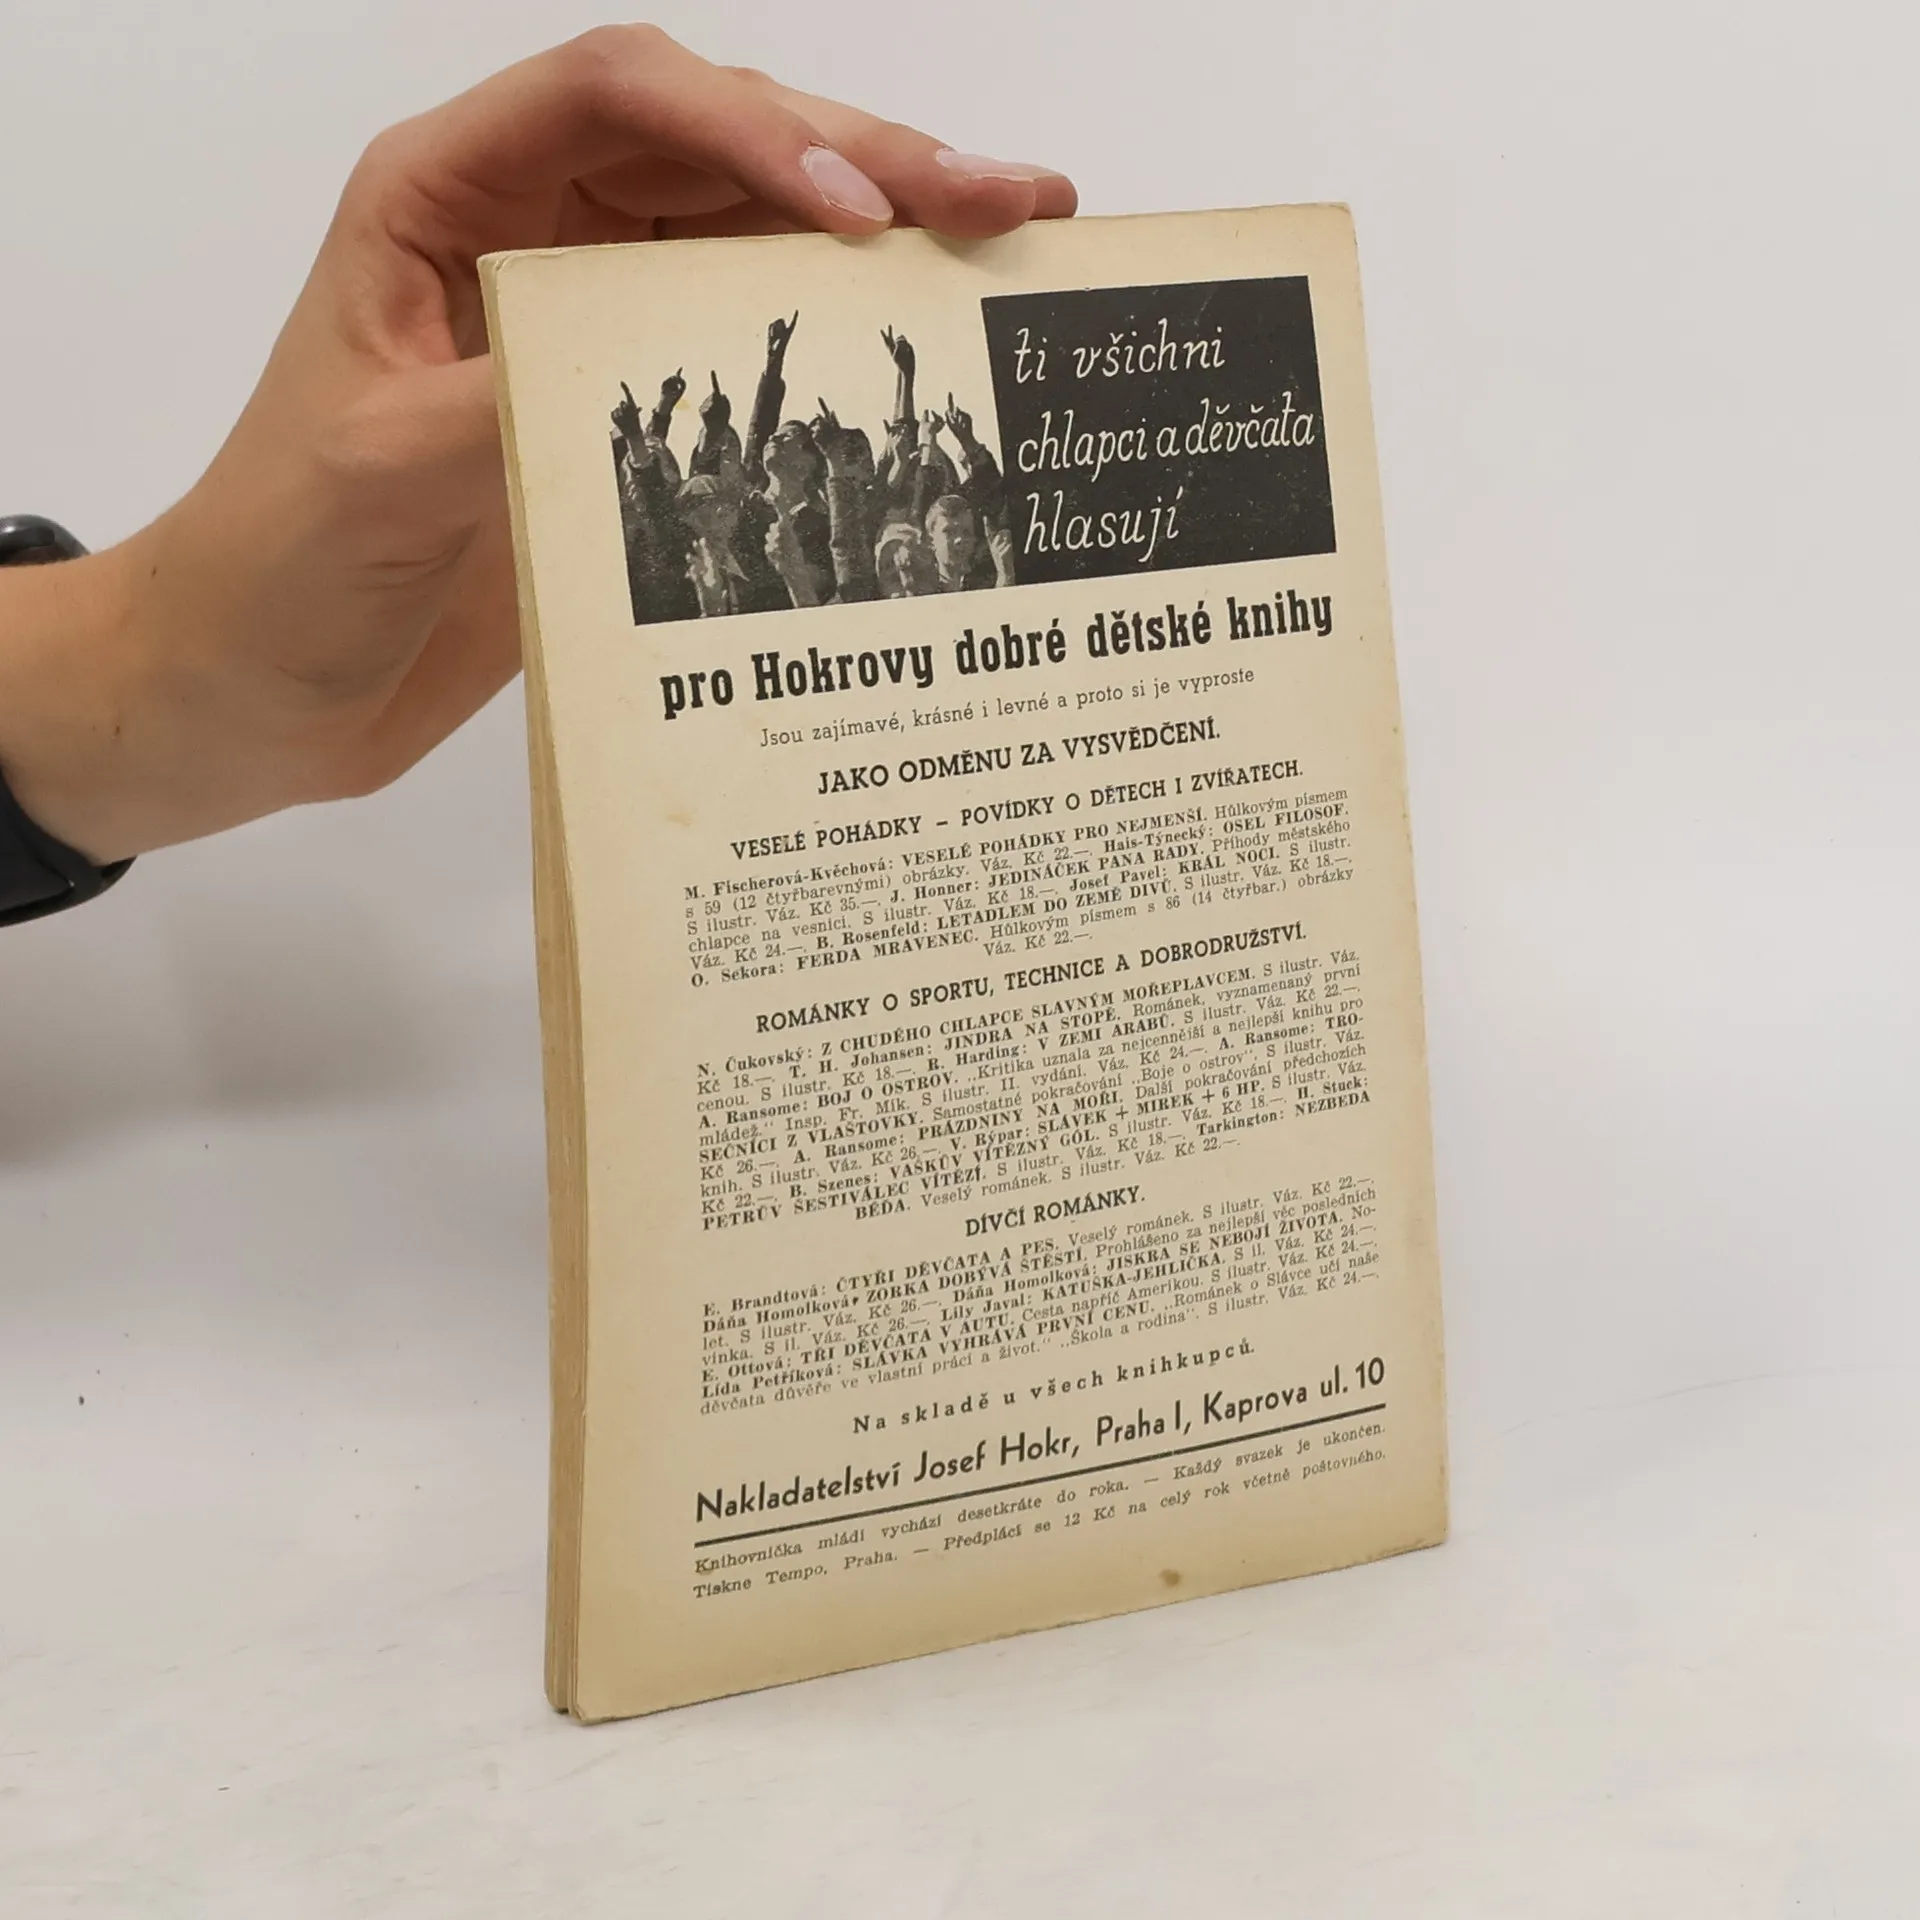 ti všichni
chlapci a děvčata
hlasují
pro Hokrovy dobré dětské knihy
Jsou zajímavé, krásné i levné a proto si je vyproste
JAKO ODMĚNU ZA VYSVĚDČENÍ.
VESELÉ POHÁDKY – POVÍDKY O DĚTECH I ZVÍŘATECH.
M. Fischerová-Kvěchová: VESELÉ POHÁDKY PRO NEJMENŠÍ. Hůlkovým písmem
s 59 (12 čtyřbarevnými) obrázky. Váz. Kč 22.—. Hais-Týnecký: OSEL FILOSOF.
S ilustr. Váz. Kč 35.—. J. Honner: JEDINÁČEK PANA RADY. Příhody městského
chlapce na vesnici. S ilustr. Váz. Kč 18.—. Josef Pavel: KRÁL NOCI. S ilustr.
Váz. Kč 24.—. B. Rosenfeld: LETADLEM DO ZEMĚ DIVŮ. S ilustr. Váz. Kč 18.—.
O. Sekora: FERDA MRAVENEC. Hůlkovým písmem s 86 (14 čtyřbar.) obrázky
Váz. Kč 22.—.
ROMÁNKY O SPORTU, TECHNICE A DOBRODRUŽSTVÍ.
N. Čukovský: Z CHUDÉHO CHLAPCE SLAVNÝM MOŘEPLAVCEM. S ilustr. Váz.
Kč 18.—. T. H. Johansen: JINDRA NA STOPĚ. Románek, vyznamenaný první
cenou. S ilustr. Kč 18.—. R. Harding: V ZEMI ARABŮ. S ilustr. Váz. Kč 22.—.
A. Ransome: BOJ O OSTROV. „Kritika uznala za nejcennější a nejlepší knihu pro
mládež.“ Insp. Fr. Mik. S ilustr. II. vydání. Váz. Kč 24.—. A. Ransome: TRO-
SEČNÍCI Z VLAŠTOVKY. Samostatné pokračování „Boje o ostrov“. S ilustr. Váz.
Kč 26.—. A. Ransome: PRÁZDNINY NA MOŘI. Další pokračování předchozích
knih. S ilustr. Váz. Kč 26.—. V. Rýpar: SLÁVEK + MIREK + 6 HP. S ilustr. Váz.
Kč 22.—. B. Szenes: VAŠKŮV VÍTĚZNÝ GÓL. S ilustr. Váz. Kč 18.—. H. Stuck:
PETRŮV ŠESTIVÁLEC VÍTĚZÍ. S ilustr. Váz. Kč 18.—. Tarkington: NEZBEDA
BĚĎA. Veselý románek. S ilustr. Váz. Kč 22.—.
DÍVČÍ ROMÁNKY.
E. Brandtová: ČTYŘI DĚVČATA A PES. Veselý románek. S ilustr. Váz. Kč 22.—.
Dáňa Homolková: ZORKA DOBÝVÁ ŠTĚSTÍ. Prohlášeno za nejlepší věc posledních
let. S ilustr. Váz. Kč 26.—. Dáňa Homolková: JISKRA SE NEBOJÍ ŽIVOTA. No-
vinka. S il. Váz. Kč 26.—. Lily Javal: KATUŠKA-JEHLIČKA. S il. Váz. Kč 24.—.
E. Ottová: TŘI DĚVČATA V AUTU. Cesta napříč Amerikou. S ilustr. Váz. Kč 24.—.
Lída Petříková: SLÁVKA VYHRÁVÁ PRVNÍ CENU. „Románek o Slávce učí naše
děvčata důvěře ve vlastní práci a život.“ „Škola a rodina“. S ilustr. Váz. Kč 24.—.
Na skladě u všech knihkupců.
Nakladatelství Josef Hokr, Praha I, Kaprova ul. 10
Knihovnička mládí vychází desetkráte do roka. — Každý svazek je ukončen.
Tiskne Tempo, Praha. — Předplácí se 12 Kč na celý rok včetně poštovného.